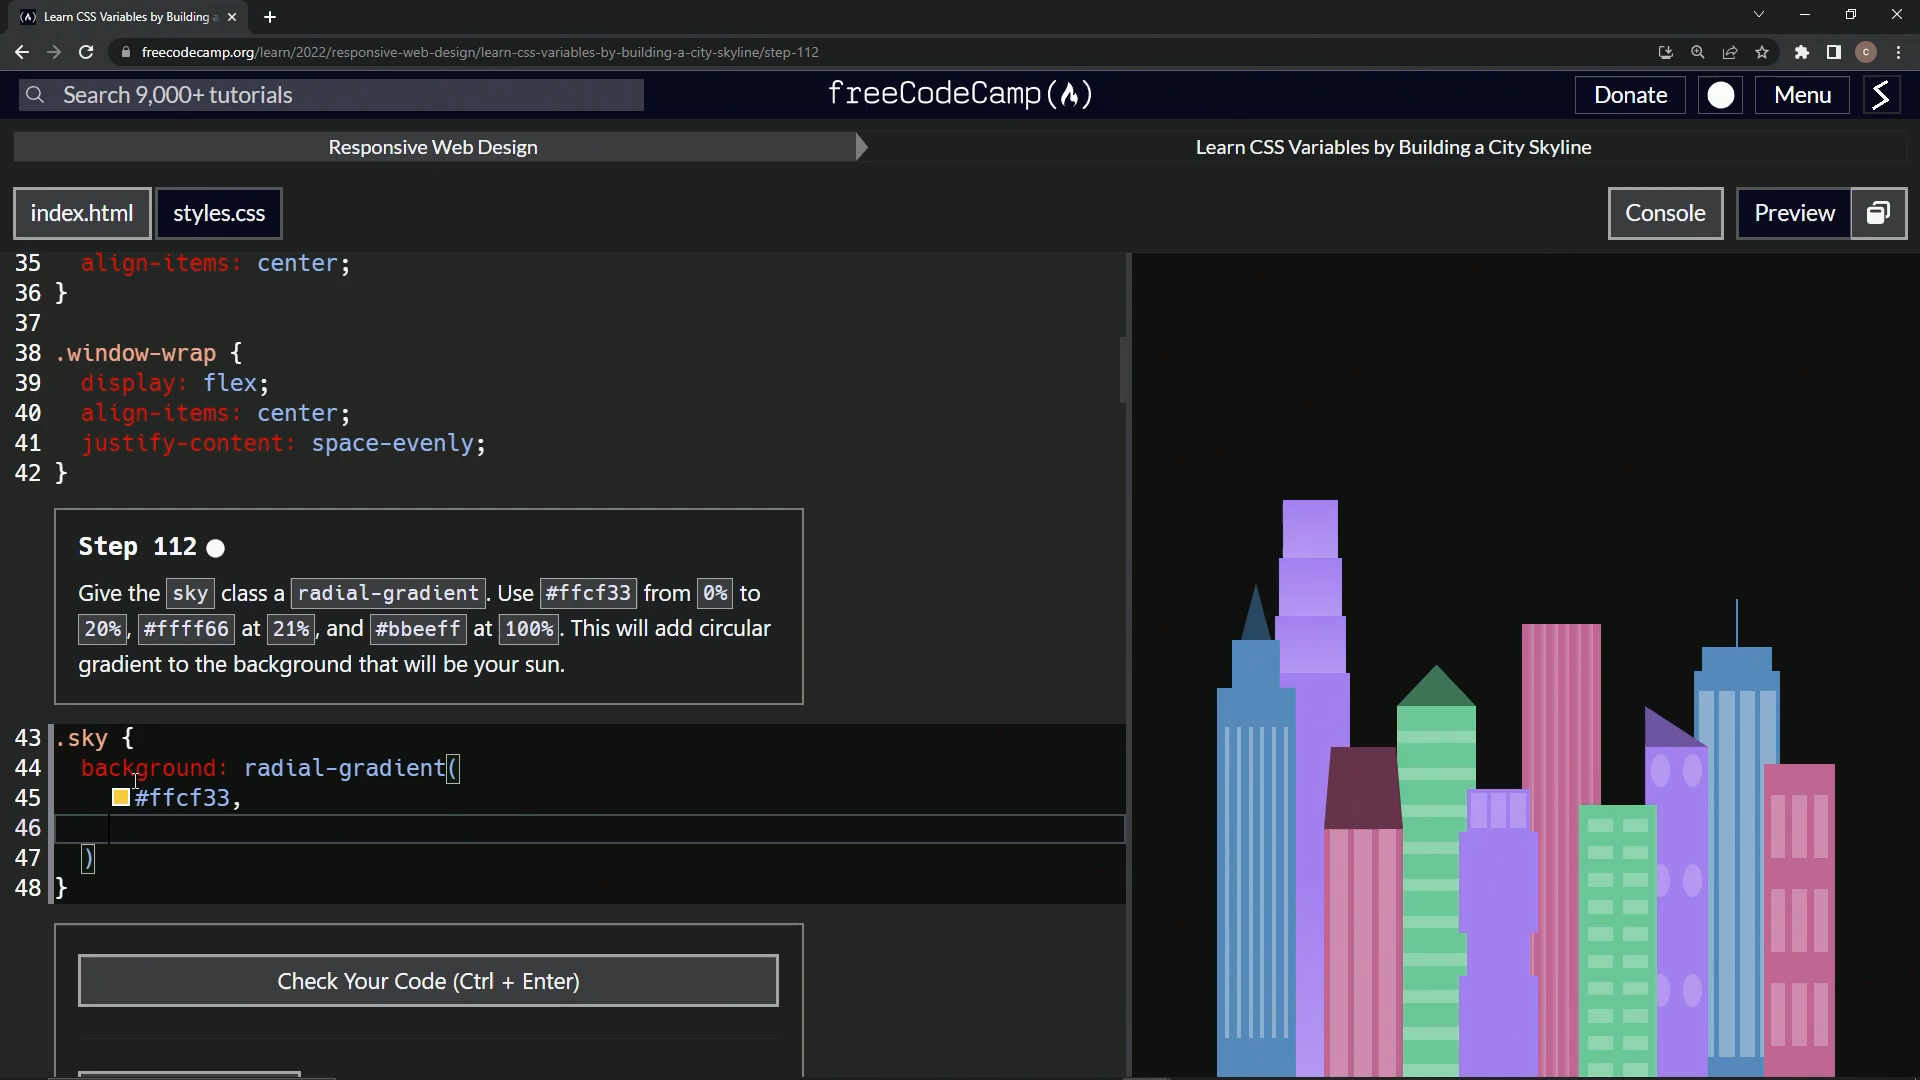 Learn CSS Variables by Building a
freecodecamp.org/learn/2022/responsive-web-design/learn-css-variables-by-building-a-city-skyline/step-112
C
Search 9,000+ tutorials
freeCodeCamp
Donate
Menu
Responsive Web Design
Learn CSS Variables by Building a City Skyline
index.html
styles.css
Console
Preview
35 align-items: center;
36 }
37
38 .window-wrap {
39 display: flex;
40 align-items: center;
41 justify-content: space-evenly;
42 }
Step 112
Give the sky class a radial-gradient. Use #ffcf33 from 0% to
20%, #ffff66 at 21%, and #bbeeff at 100%. This will add circular
gradient to the background that will be your sun.
43 .sky {
44 background: radial-gradient(
45 #ffcf33,
46
47 )
48 }
Check Your Code (Ctrl + Enter)